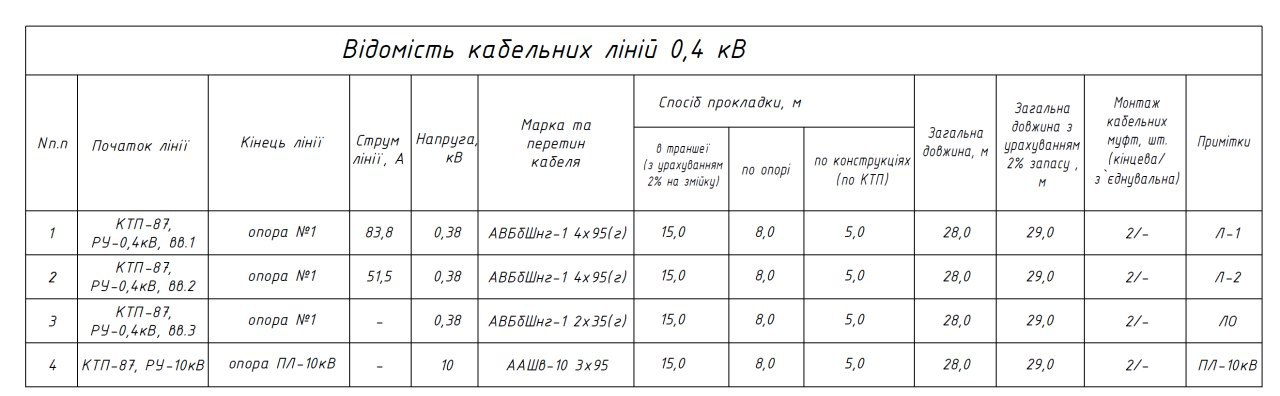 Відомість кабельних ліній 0,4 кВ
Nп.п
Початок лінії
Кінець лінії
Струм
лінії, А
Напруга,
кВ
Марка та
перетин
кабеля
Спосіб прокладки, м
в траншеї
(з урахуванням
2% на змійку)
по опорі
по конструкціях
(по КТП)
Загальна
довжина, м
Загальна
довжина з
урахуванням
2% запасу ,
м
Монтаж
кабельних
муфт, шт.
(кінцева/
з`єднувальна)
Примітки
1
КТП-87,
РУ-0,4кВ, вв.1
опора №1
83,8
0,38
АВБбШнг-1 4х95(г)
15,0
8,0
5,0
28,0
29,0
2/-
Л-1
2
КТП-87,
РУ-0,4кВ, вв.2
опора №1
51,5
0,38
АВБбШнг-1 4х95(г)
15,0
8,0
5,0
28,0
29,0
2/-
Л-2
3
КТП-87,
РУ-0,4кВ, вв.3
опора №1
-
0,38
АВБбШнг-1 2х35(г)
15,0
8,0
5,0
28,0
29,0
2/-
ЛО
4
КТП-87, РУ-10кВ
опора ПЛ-10кВ
-
10
ААШв-10 3х95
15,0
8,0
5,0
28,0
29,0
2/-
ПЛ-10кВ